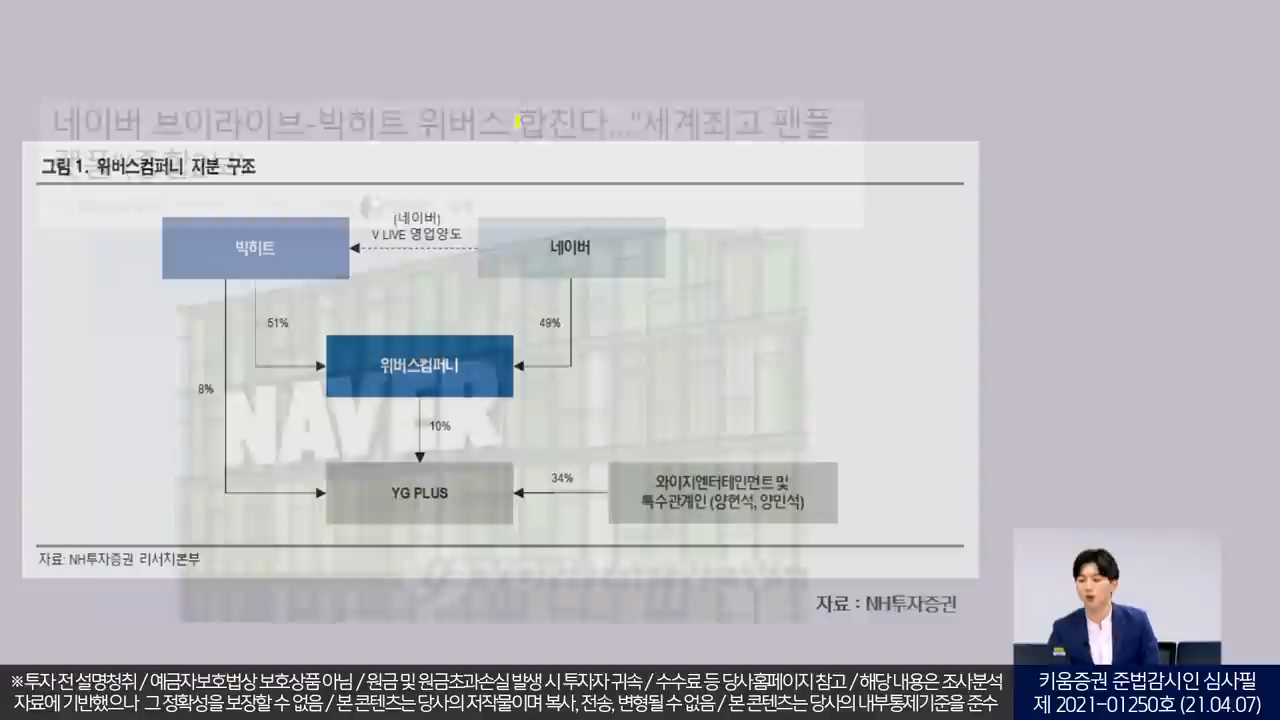 네이버 브이라이브-빅히트 위버스 합친다..."세계최고 팬플
그림 1. 위버스컴퍼니 지분 구조
빅히트
(네이버)
V LIVE 영업양도
네이버
51%
49%
위버스컴퍼니
8%
NAVER
10%
YG PLUS
34%
와이지엔터테인먼트 및
특수관계인 (양현석, 양민석)
자료: NH투자증권 리서치본부
자료 : NH투자증권
※투자 전 설명청취 / 예금자보호법상 보호상품 아님 / 원금 및 원금초과손실 발생 시 투자자 귀속 / 수수료 등 당사홈페이지 참고 / 해당 내용은 조사분석
자료에 기반했으나 그 정확성을 보장할 수 없음 / 본 콘텐츠는 당사의 저작물이며 복사, 전송, 변형될 수 없음 / 본 콘텐츠는 당사의 내부통제기준을 준수
키움증권 준법감시인 심사필
제 2021-01250호 (21.04.07)